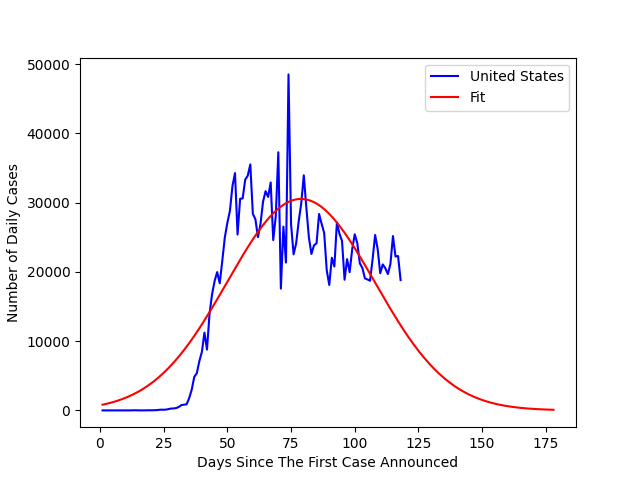 50000
40000
30000
20000
10000
0
Number of Daily Cases
United States
Fit
0 25 50 75 100 125 150 175
Days Since The First Case Announced